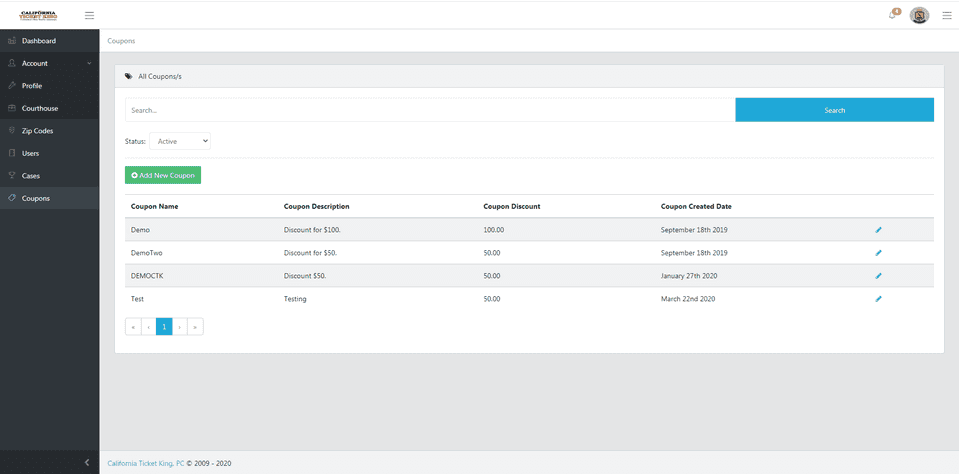 CALIFORNIA
TICKET KING
4
Dashboard
Coupons
Account
All Coupons/s
Profile
Courthouse
Search...
Search
Zip Codes
Status: Active
Users
Cases
Add New Coupon
Coupons
Coupon Name Coupon Description Coupon Discount Coupon Created Date
Demo Discount for $100. 100.00 September 18th 2019
DemoTwo Discount for $50. 50.00 September 18th 2019
DEMOCTK Discount $50. 50.00 January 27th 2020
Test Testing 50.00 March 22nd 2020
« ‹ 1 › »
California Ticket King, PC © 2009 - 2020